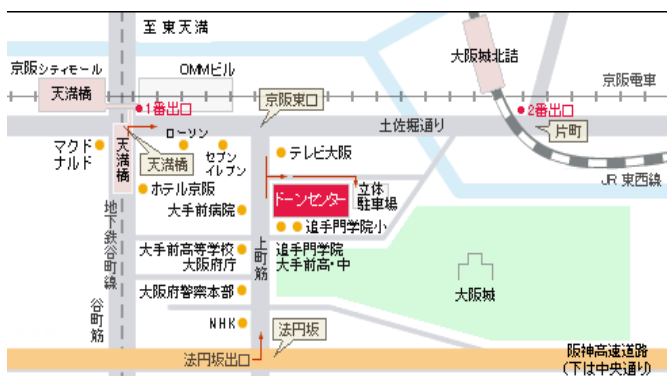 至東天満
大阪城北詰
京阪シティモール
OMMビル
京阪電車
天満橋
京阪東口
1番出口
2番出口
土佐堀通り
片町
ローソン
マクド
ナルド
天満橋
天満橋
セブン
イレブン
テレビ大阪
JR東西線
ホテル京阪
ドーンセンター
立体
駐車場
大手前病院
追手門学院小
地下鉄谷町線
上町筋
大手前高等学校
大阪府庁
追手門学院
大手前高・中
大阪府警察本部
大阪城
谷町筋
NHK
法円坂
法円坂出口
阪神高速道路
(下は中央通り)